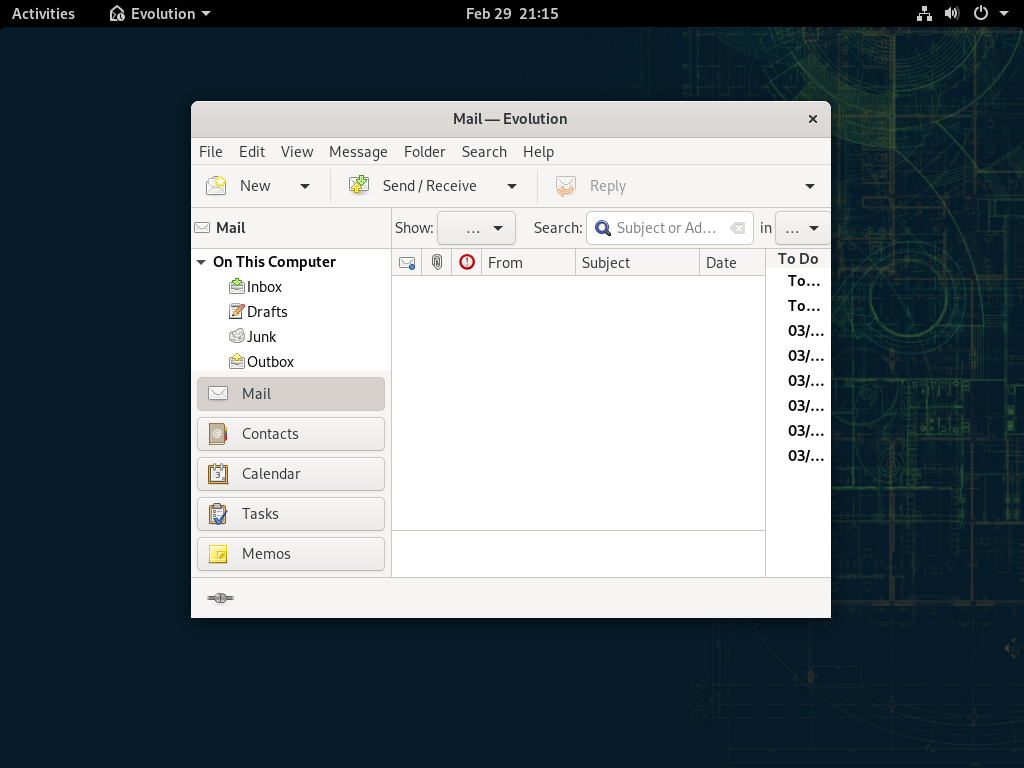 Activities Evolution Feb 29 21:15
Mail — Evolution
File Edit View Message Folder Search Help
New Send / Receive Reply
Mail Show: ... Search: Subject or Ad... in ...
On This Computer
Inbox
Drafts
Junk
Outbox
Mail
Contacts
Calendar
Tasks
Memos
From Subject Date
To Do
To...
To...
03/...
03/...
03/...
03/...
03/...
03/...